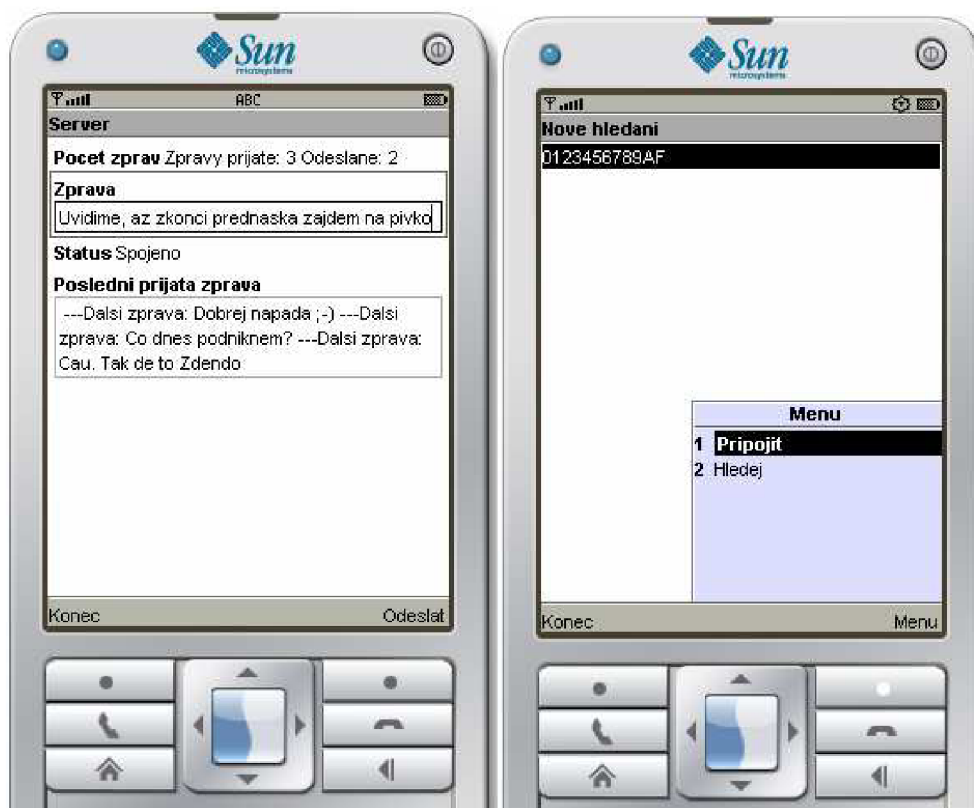 Sun
microsystems
ABC
Server
Pocet zprav Zpravy prijate: 3 Odeslane: 2
Zprava
Uvidime, az zkonci prednaska zajdem na pivko
Status Spojeno
Posledni prijata zprava
---Dalsi zprava: Dobrej napada ;-) ---Dalsi
zprava: Co dnes podniknem? ---Dalsi zprava:
Cau. Tak de to Zdendo
Konec Odeslat
Sun
microsystems
Nove hledani
0123456789AF
Menu
1 Pripojit
2 Hledej
Konec Menu